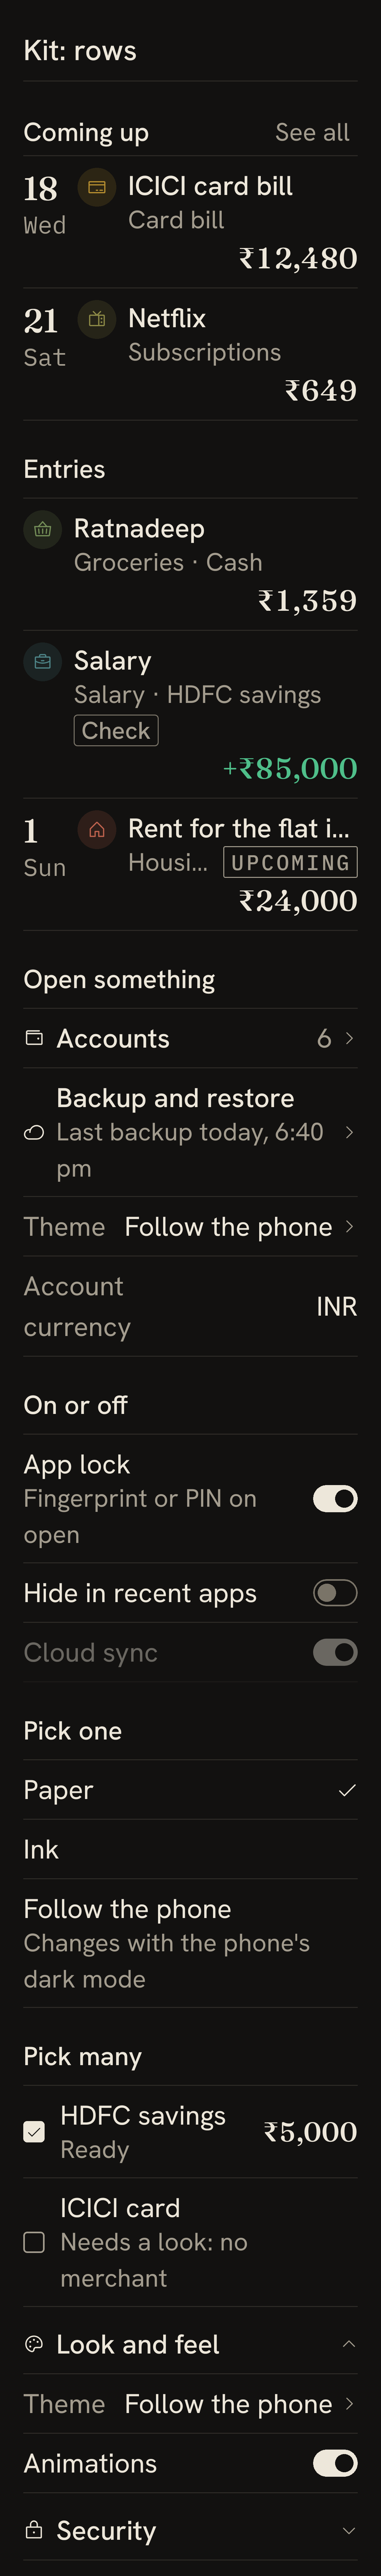 Kit: rows
Coming up See all
18 ICICI card bill
Wed Card bill
₹12,480
21 Netflix
Sat Subscriptions
₹649
Entries
Ratnadeep
Groceries · Cash
₹1,359
Salary
Salary · HDFC savings
Check
+₹85,000
1 Rent for the flat i...
Sun Housi... UPCOMING
₹24,000
Open something
Accounts 6
Backup and restore
Last backup today, 6:40
pm
Theme Follow the phone
Account
currency INR
On or off
App lock
Fingerprint or PIN on
open
Hide in recent apps
Cloud sync
Pick one
Paper
Ink
Follow the phone
Changes with the phone's
dark mode
Pick many
HDFC savings ₹5,000
Ready
ICICI card
Needs a look: no
merchant
Look and feel
Theme Follow the phone
Animations
Security